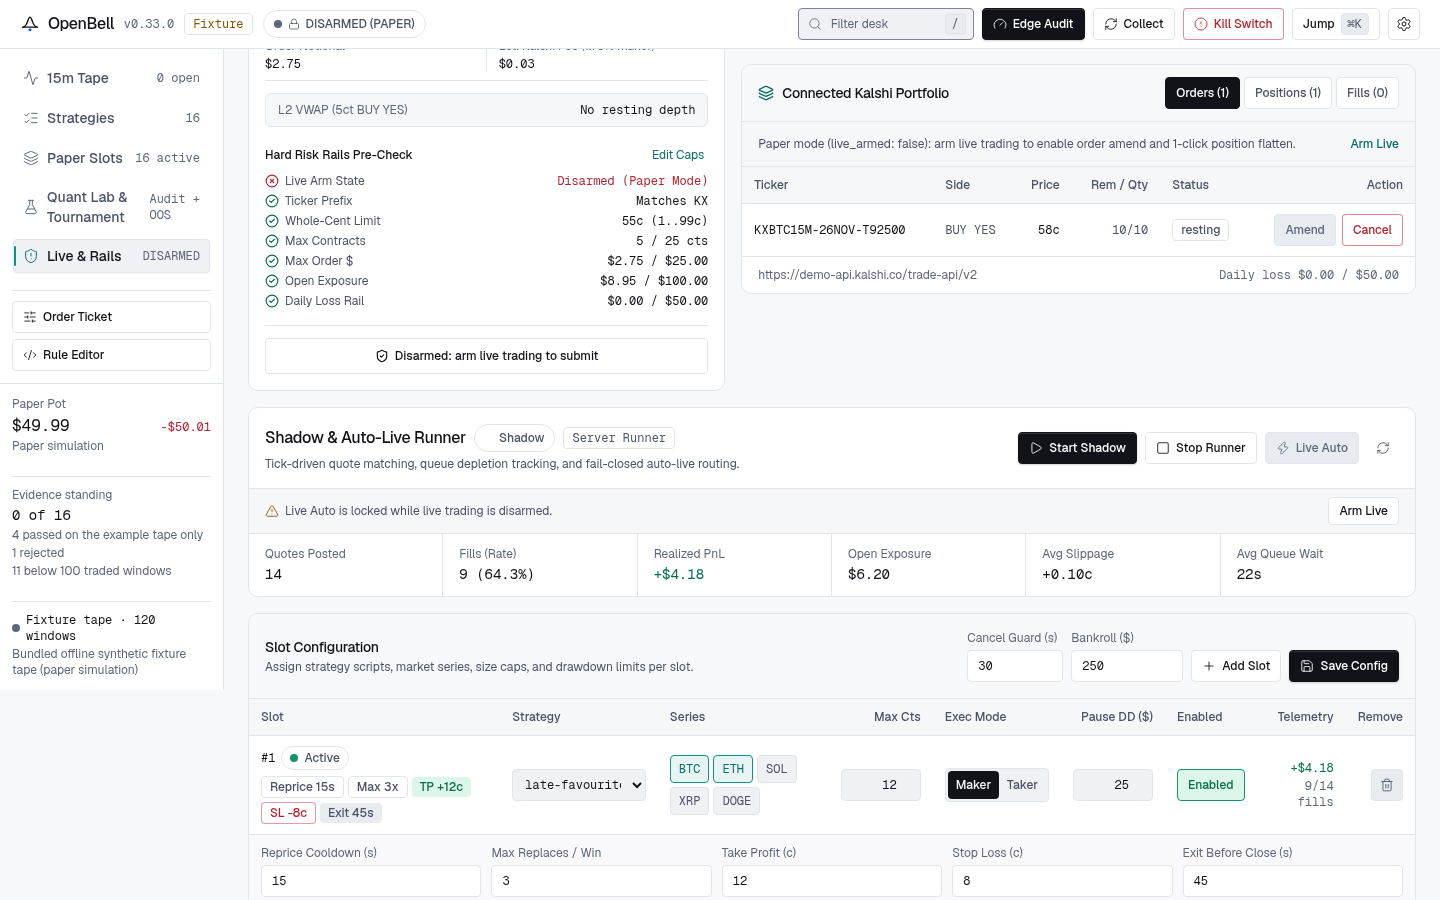 OpenBell v0.33.0 Fixture DISARMED (PAPER) Filter desk / Edge Audit Collect Kill Switch Jump ⌘K
15m Tape 0 open
Strategies 16
Paper Slots 16 active
Quant Lab & Tournament Audit + OOS
Live & Rails DISARMED
Order Ticket
Rule Editor
Paper Pot
$49.99 -$50.01
Paper simulation
Evidence standing
0 of 16
4 passed on the example tape only
1 rejected
11 below 100 traded windows
Fixture tape · 120 windows
Bundled offline synthetic fixture
tape (paper simulation)
$2.75 $0.03
L2 VWAP (5ct BUY YES) No resting depth
Hard Risk Rails Pre-Check Edit Caps
Live Arm State Disarmed (Paper Mode)
Ticker Prefix Matches KX
Whole-Cent Limit 55c (1..99c)
Max Contracts 5 / 25 cts
Max Order $ $2.75 / $25.00
Open Exposure $8.95 / $100.00
Daily Loss Rail $0.00 / $50.00
Disarmed: arm live trading to submit
Connected Kalshi Portfolio Orders (1) Positions (1) Fills (0)
Paper mode (live_armed: false): arm live trading to enable order amend and 1-click position flatten. Arm Live
Ticker Side Price Rem / Qty Status Action
KXBTC15M-26NOV-T92500 BUY YES 58c 10/10 resting Amend Cancel
https://demo-api.kalshi.co/trade-api/v2 Daily loss $0.00 / $50.00
Shadow & Auto-Live Runner Shadow Server Runner
Tick-driven quote matching, queue depletion tracking, and fail-closed auto-live routing.
Start Shadow Stop Runner Live Auto
Live Auto is locked while live trading is disarmed. Arm Live
Quotes Posted Fills (Rate) Realized PnL Open Exposure Avg Slippage Avg Queue Wait
14 9 (64.3%) +$4.18 $6.20 +0.10c 22s
Slot Configuration
Assign strategy scripts, market series, size caps, and drawdown limits per slot.
Cancel Guard (s) Bankroll ($)
30 250 Add Slot Save Config
Slot Strategy Series Max Cts Exec Mode Pause DD ($) Enabled Telemetry Remove
#1 Active
Reprice 15s Max 3x TP +12c
SL -8c Exit 45s
late-favourite
BTC ETH SOL
XRP DOGE
12 Maker Taker 25 Enabled
+$4.18
9/14
fills
Reprice Cooldown (s) Max Replaces / Win Take Profit (c) Stop Loss (c) Exit Before Close (s)
15 3 12 8 45